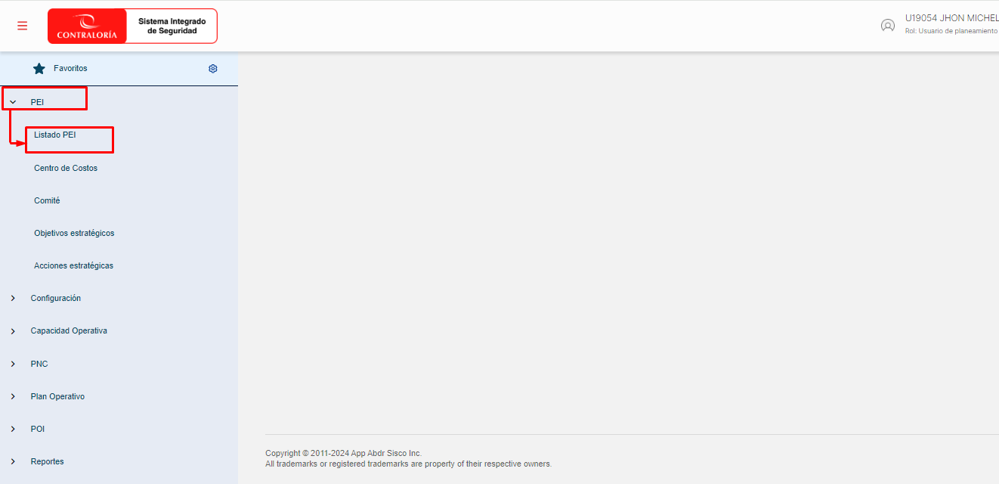 CONTRALORÍA
Sistema Integrado
de Seguridad
U19054 JHON MICHEL
Rol: Usuario de planeamiento
Favoritos
PEI
Listado PEI
Centro de Costos
Comité
Objetivos estratégicos
Acciones estratégicas
Configuración
Capacidad Operativa
PNC
Plan Operativo
POI
Reportes
Copyright © 2011-2024 App Abdr Sisco Inc.
All trademarks or registered trademarks are property of their respective owners.